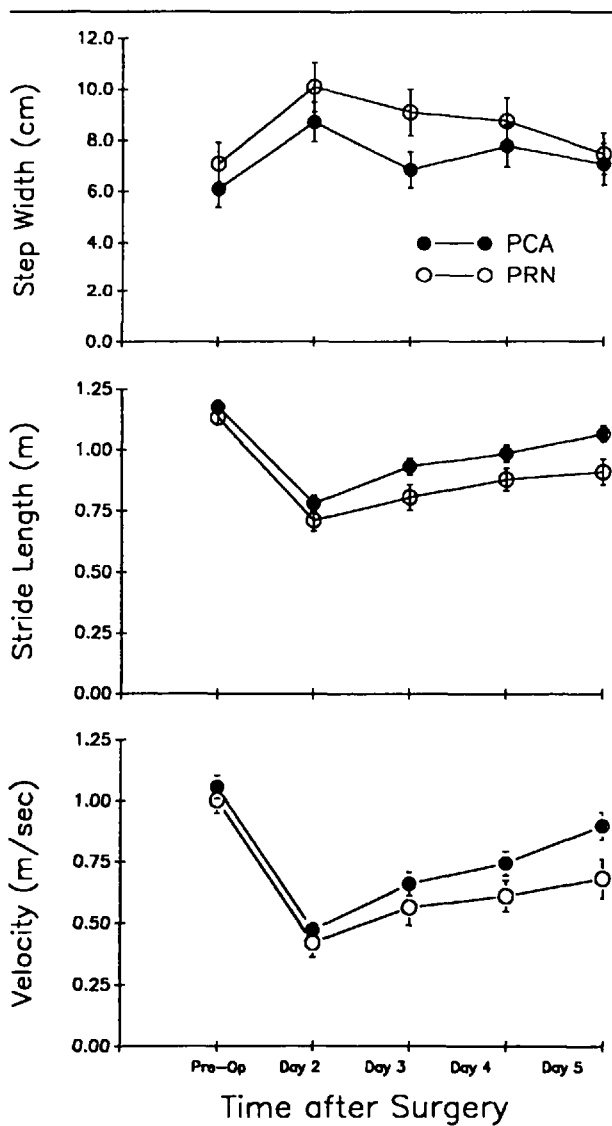 12.0
10.0
8.0
6.0
4.0
2.0
0.0
Step Width (cm)
PCA
PRN
1.25
1.00
0.75
0.50
0.25
0.00
Stride Length (m)
1.25
1.00
0.75
0.50
0.25
0.00
Velocity (m/sec)
Pre-Op Day 2 Day 3 Day 4 Day 5
Time after Surgery